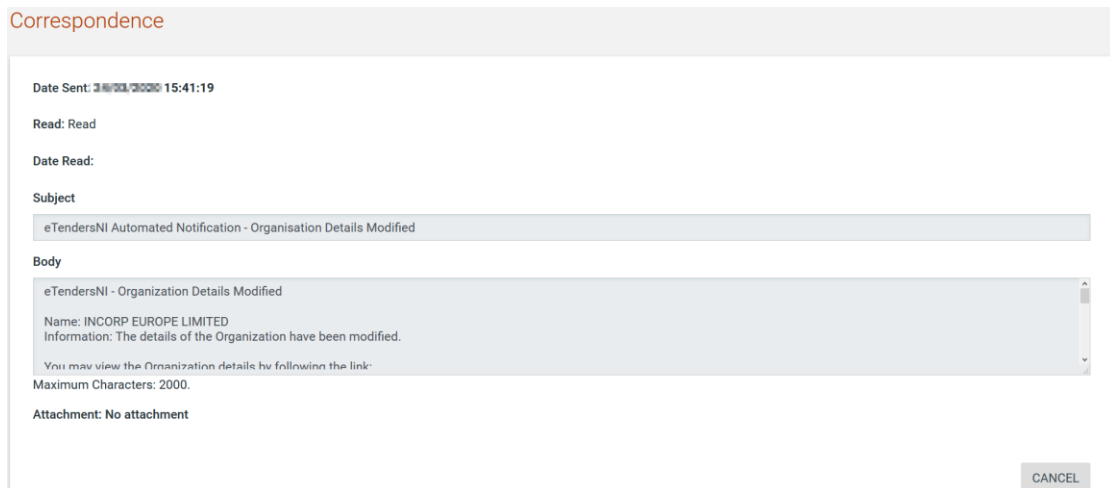 Correspondence
Date Sent: 15:41:19
Read: Read
Date Read:
Subject
eTendersNI Automated Notification - Organisation Details Modified
Body
eTendersNI - Organization Details Modified
Name: INCORP EUROPE LIMITED
Information: The details of the Organization have been modified.
You may view the Organization details by following the link:
Maximum Characters: 2000.
Attachment: No attachment
CANCEL